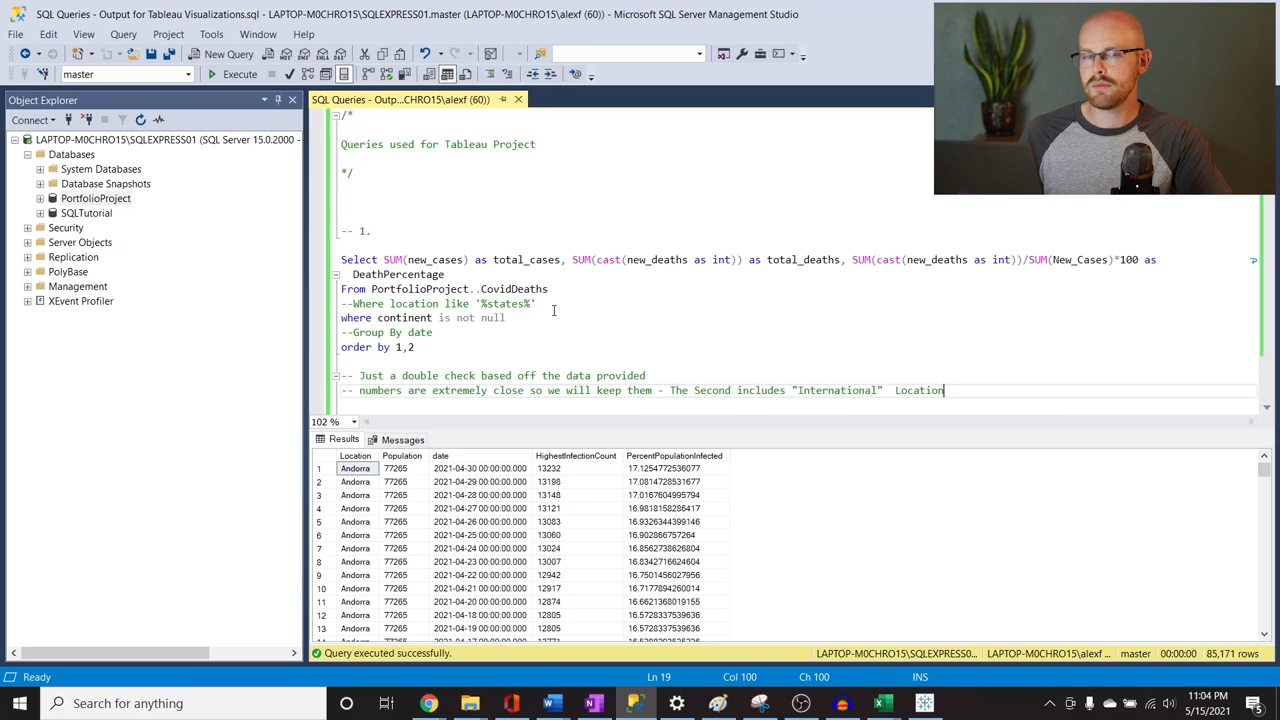 SQL Queries - Output for Tableau Visualizations.sql - LAPTOP-M0CHRO15\SQLEXPRESS01.master (LAPTOP-M0CHRO15\alexf (60)) - Microsoft SQL Server Management Studio
File Edit View Query Project Tools Window Help
New Query
master Execute
Object Explorer
Connect
LAPTOP-M0CHRO15\SQLEXPRESS01 (SQL Server 15.0.2000 -
Databases
System Databases
Database Snapshots
PortfolioProject
SQLTutorial
Security
Server Objects
Replication
PolyBase
Management
XEvent Profiler
SQL Queries - Outp...CHRO15\alexf (60))
/*
Queries used for Tableau Project
*/
-- 1.
Select SUM(new_cases) as total_cases, SUM(cast(new_deaths as int)) as total_deaths, SUM(cast(new_deaths as int))/SUM(New_Cases)*100 as
DeathPercentage
From PortfolioProject..CovidDeaths
--Where location like '%states%'
where continent is not null
--Group By date
order by 1,2
-- Just a double check based off the data provided
-- numbers are extremely close so we will keep them - The Second includes "International"  Location
102 %
Results Messages
Location Population date HighestInfectionCount PercentPopulationInfected
1 Andorra 77265 2021-04-30 00:00:00.000 13232 17.1254772536077
2 Andorra 77265 2021-04-29 00:00:00.000 13198 17.0814728531677
3 Andorra 77265 2021-04-28 00:00:00.000 13148 17.0167604995794
4 Andorra 77265 2021-04-27 00:00:00.000 13121 16.9818158286417
5 Andorra 77265 2021-04-26 00:00:00.000 13083 16.9326344399146
6 Andorra 77265 2021-04-25 00:00:00.000 13060 16.902866757264
7 Andorra 77265 2021-04-24 00:00:00.000 13024 16.8562738626804
8 Andorra 77265 2021-04-23 00:00:00.000 13007 16.8342716624604
9 Andorra 77265 2021-04-22 00:00:00.000 12942 16.7501456027956
10 Andorra 77265 2021-04-21 00:00:00.000 12917 16.7177894260014
11 Andorra 77265 2021-04-20 00:00:00.000 12874 16.6621368019155
12 Andorra 77265 2021-04-18 00:00:00.000 12805 16.5728337539636
13 Andorra 77265 2021-04-19 00:00:00.000 12805 16.5728337539636
Query executed successfully. LAPTOP-M0CHRO15\SQLEXPRESS0... LAPTOP-M0CHRO15\alexf ... master 00:00:00 85,171 rows
Ready Ln 19 Col 100 Ch 100 INS
Search for anything
11:04 PM
5/15/2021
5